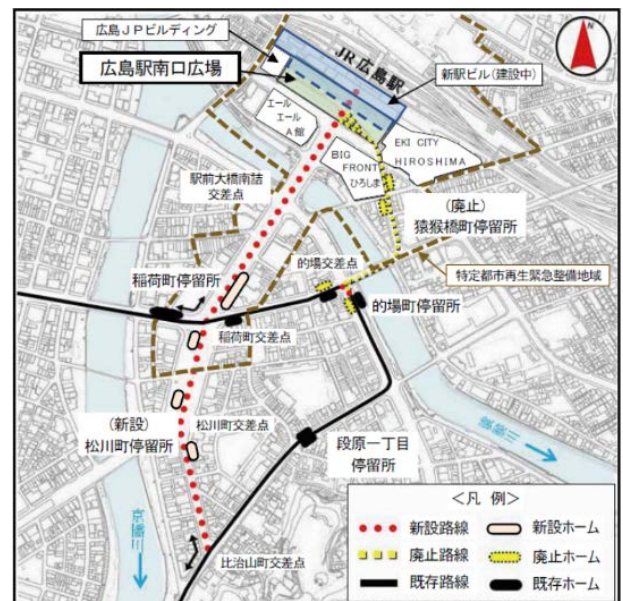 広島JPビルディング
広島駅南口広場
JR広島駅
新駅ビル(建設中)
エール
エール
A館
EKI CITY
HIROSHIMA
BIG
FRONT
ひろしま
駅前大橋南詰
交差点
(廃止)
猿猴橋町停留所
的場交差点
特定都市再生緊急整備地域
稲荷町停留所
的場町停留所
稲荷町交差点
(新設)
松川町停留所
松川町交差点
段原一丁目
停留所
比治山町交差点
<凡 例>
新設路線
新設ホーム
廃止路線
廃止ホーム
既存路線
既存ホーム